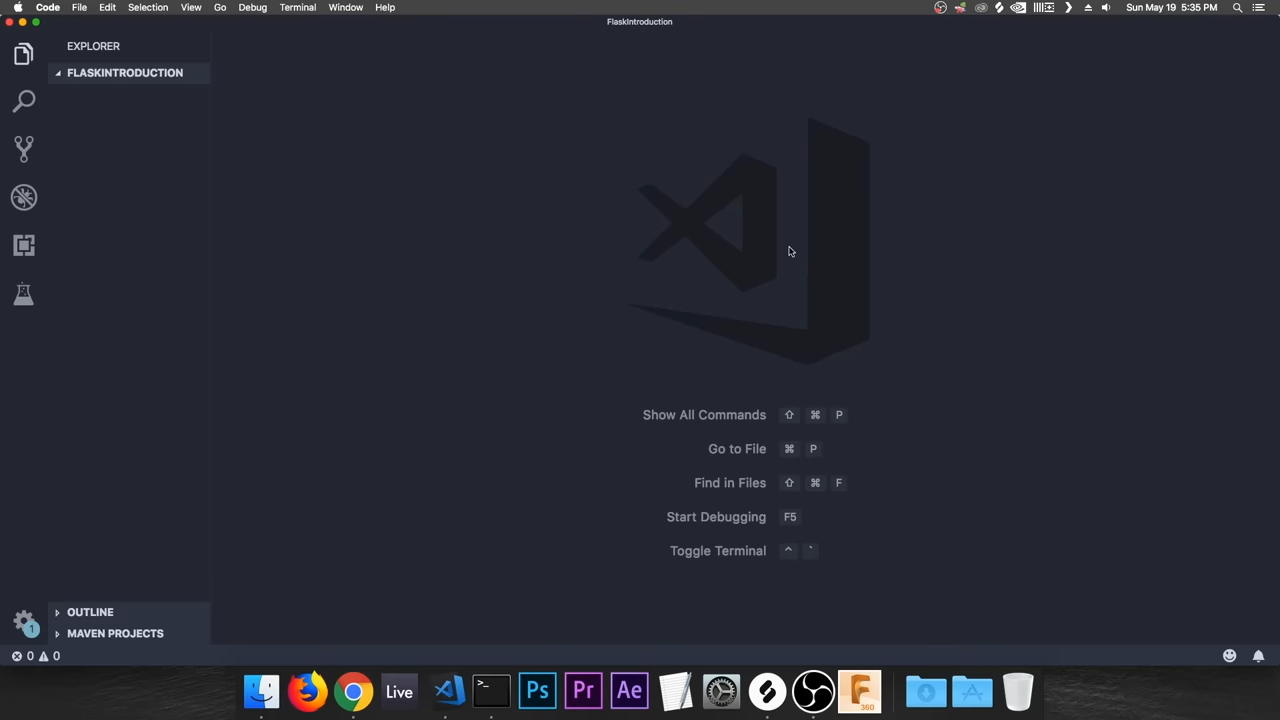 Code File Edit Selection View Go Debug Terminal Window Help Sun May 19 5:35 PM
FlaskIntroduction
EXPLORER
FLASKINTRODUCTION
Show All Commands ⇧ ⌘ P
Go to File ⌘ P
Find in Files ⇧ ⌘ F
Start Debugging F5
Toggle Terminal ^ `
1
OUTLINE
MAVEN PROJECTS
0 0
Live >_ Ps Pr Ae F 360